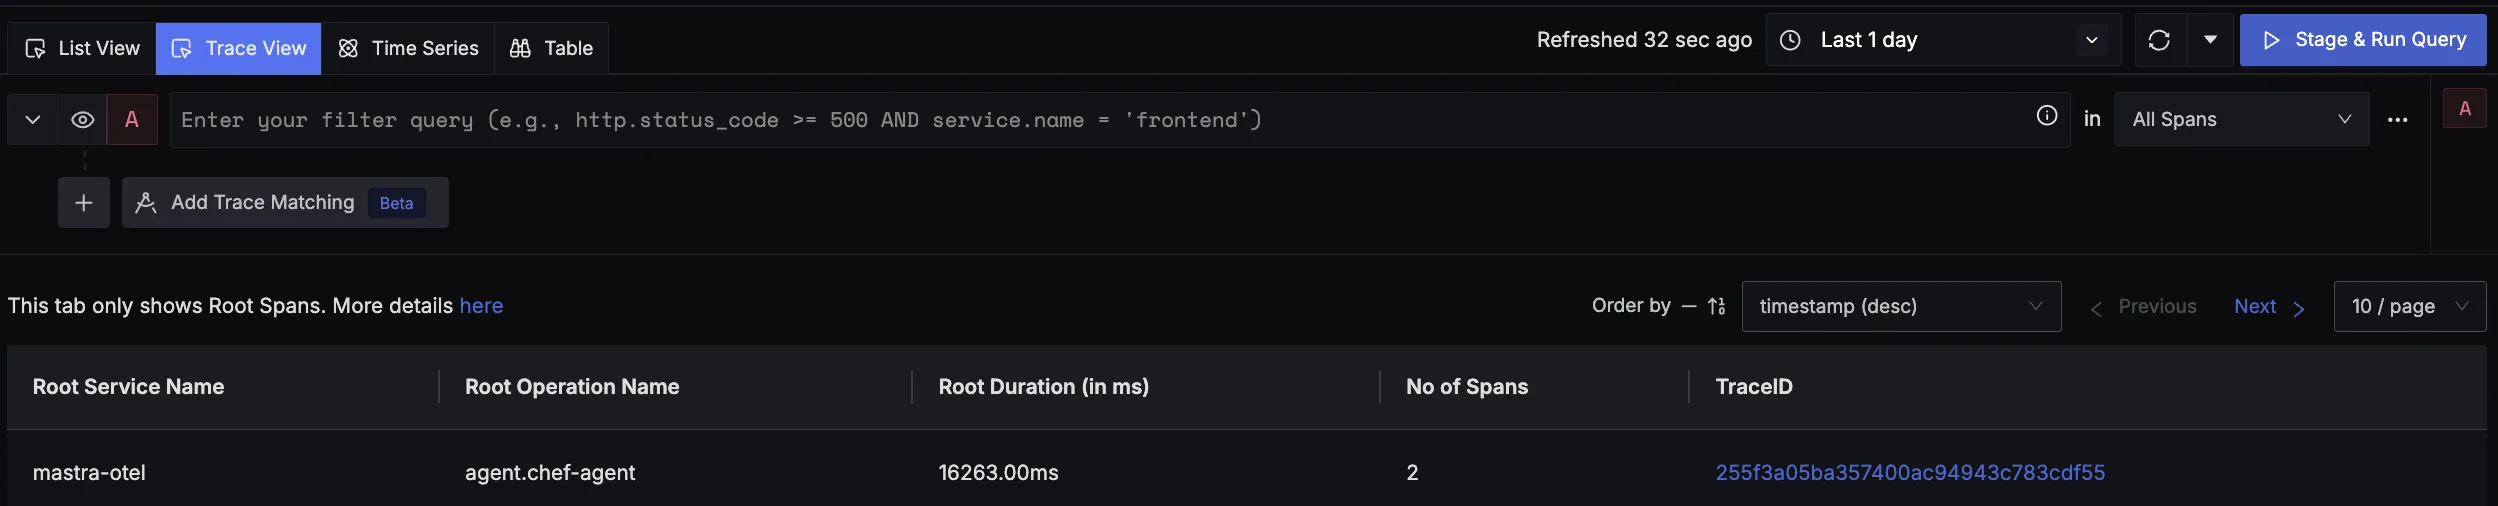 List View Trace View Time Series Table Refreshed 32 sec ago Last 1 day Stage & Run Query
A Enter your filter query (e.g., http.status_code >= 500 AND service.name = 'frontend') in All Spans ... A
+ Add Trace Matching Beta
This tab only shows Root Spans. More details here Order by — timestamp (desc) < Previous Next > 10 / page
Root Service Name Root Operation Name Root Duration (in ms) No of Spans TraceID
mastra-otel agent.chef-agent 16263.00ms 2 255f3a05ba357400ac94943c783cdf55